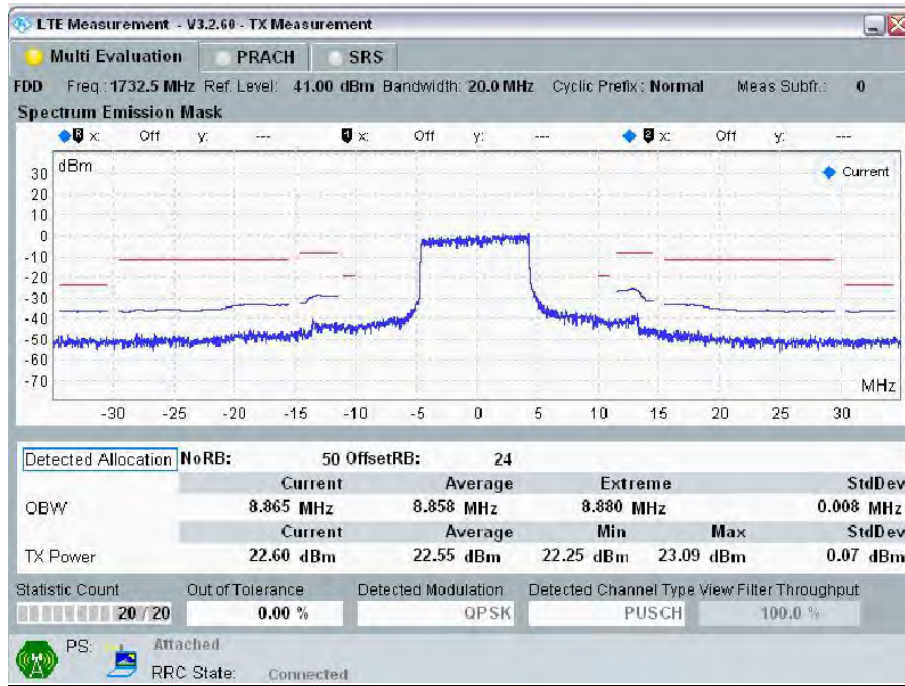 LTE Measurement - V3.2.60 - TX Measurement
Multi Evaluation PRACH SRS
FDD Freq.: 1732.5 MHz Ref. Level: 41.00 dBm Bandwidth: 20.0 MHz Cyclic Prefix: Normal Meas Subfr.: 0
Spectrum Emission Mask
R x: Off y: --- 1 x: Off y: --- 2 x: Off y: ---
dBm
Current
30
20
10
0
-10
-20
-30
-40
-50
-60
-70
MHz
-30 -25 -20 -15 -10 -5 0 5 10 15 20 25 30
Detected Allocation NoRB: 50 OffsetRB: 24
Current Average Extreme StdDev
OBW 8.865 MHz 8.858 MHz 8.880 MHz 0.008 MHz
Current Average Min Max StdDev
TX Power 22.60 dBm 22.55 dBm 22.25 dBm 23.09 dBm 0.07 dBm
Statistic Count Out of Tolerance Detected Modulation Detected Channel Type View Filter Throughput
20 / 20 0.00 % QPSK PUSCH 100.0 %
PS: Attached
RRC State: Connected